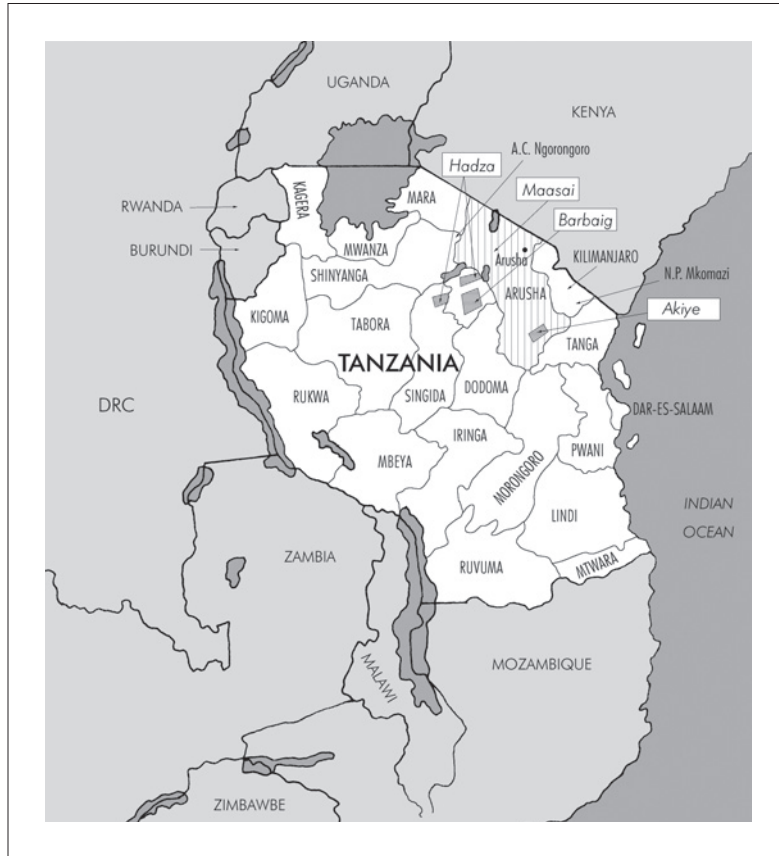 UGANDA
KENYA
A.C. Ngorongoro
Hadza
Maasai
KAGERA
MARA
RWANDA
Barbaig
MWANZA
BURUNDI
Arusha
KILIMANJARO
SHINYANGA
N.P. Mkomazi
ARUSHA
Akiye
KIGOMA
TABORA
TANGA
TANZANIA
RUKWA
SINGIDA
DODOMA
DRC
DAR-ES-SALAAM
IRINGA
PWANI
MBEYA
MORONGORO
INDIAN
OCEAN
LINDI
ZAMBIA
RUVUMA
MTWARA
MALAWI
MOZAMBIQUE
ZIMBAWBE